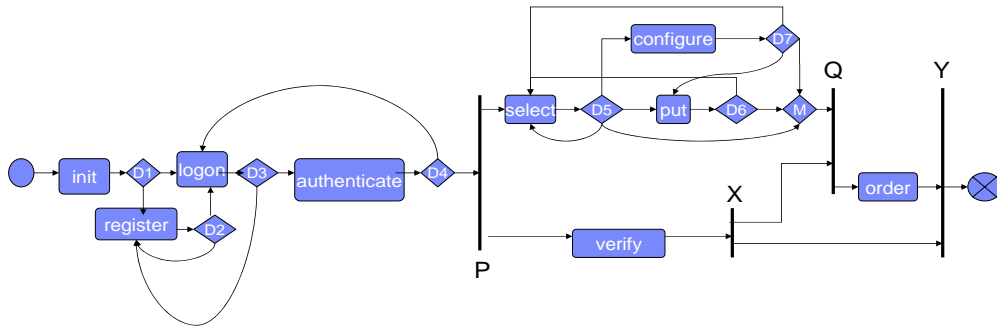 init
D1
logon
register
D2
D3
authenticate
D4
P
select
D5
configure
D7
put
D6
M
Q
verify
X
order
Y